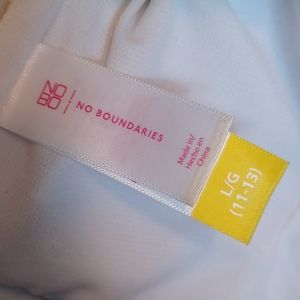 NO
BO
NO BOUNDARIES
Made in/
Hecho en
China
L/G
(11-13)